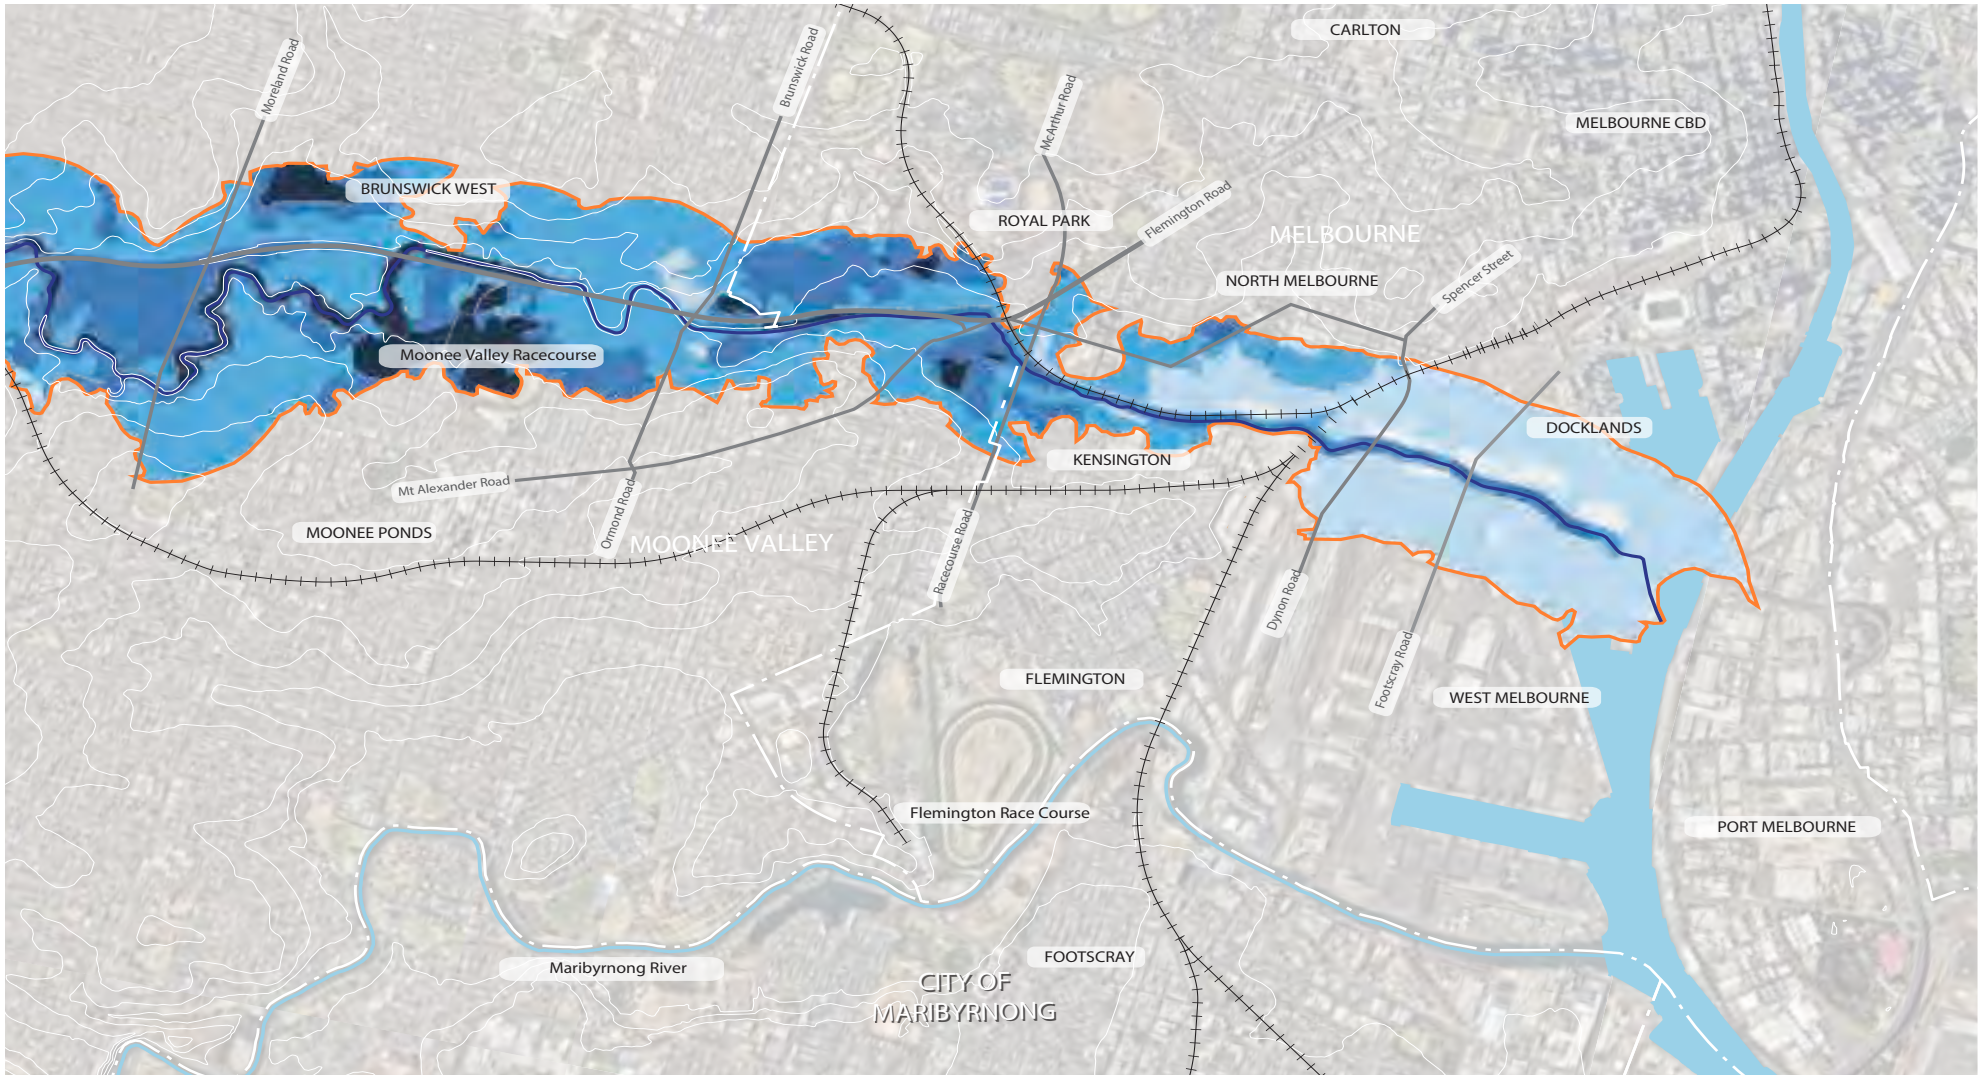 CARLTON
Moreland Road
Brunswick Road
McArthur Road
MELBOURNE CBD
BRUNSWICK WEST
ROYAL PARK
Flemington Road
MELBOURNE
NORTH MELBOURNE
Spencer Street
Moonee Valley Racecourse
DOCKLANDS
KENSINGTON
Mt Alexander Road
Ormond Road
MOONEE PONDS
MOONEE VALLEY
Racecourse Road
Dynon Road
Footscray Road
FLEMINGTON
WEST MELBOURNE
Flemington Race Course
PORT MELBOURNE
FOOTSCRAY
Maribyrnong River
CITY OF
MARIBYRNONG